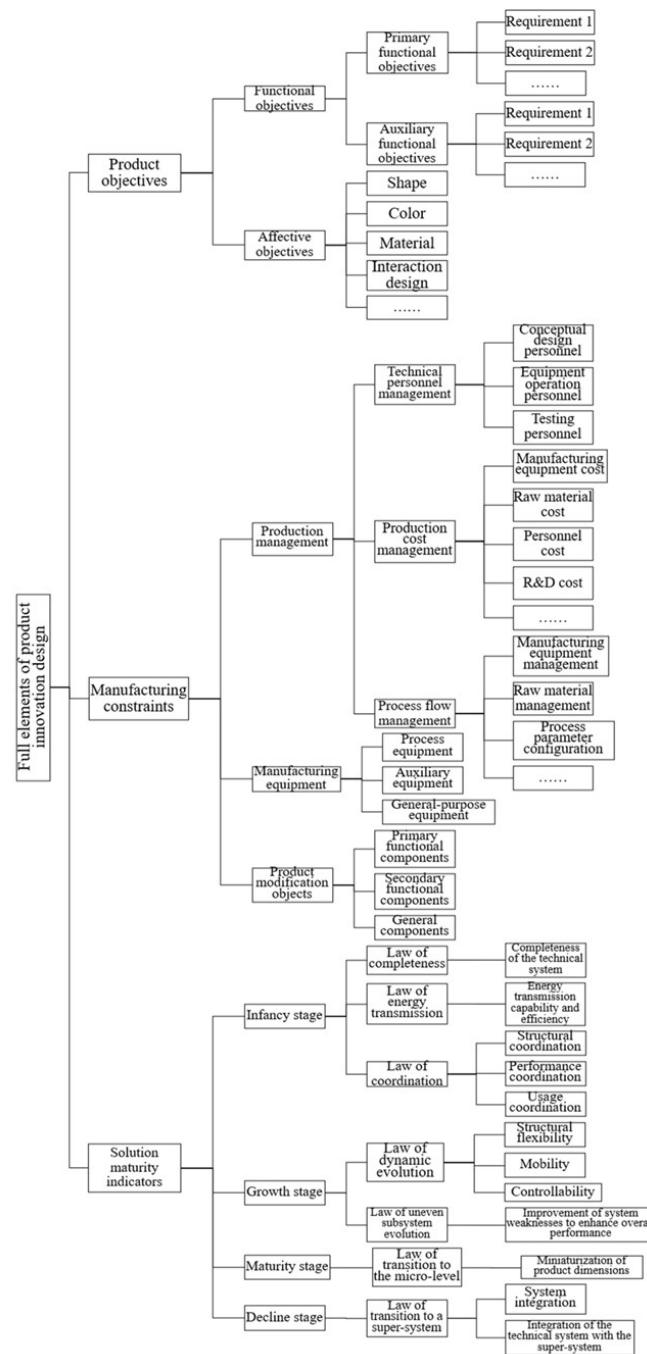 Full elements of product
innovation design
Product
objectives
Functional
objectives
Primary
functional
objectives
Requirement 1
Requirement 2
……
Auxiliary
functional
objectives
Requirement 1
Requirement 2
……
Affective
objectives
Shape
Color
Material
Interaction
design
……
Manufacturing
constraints
Production
management
Technical
personnel
management
Conceptual
design
personnel
Equipment
operation
personnel
Testing
personnel
Production
cost
management
Manufacturing
equipment cost
Raw material
cost
Personnel
cost
R&D cost
……
Process flow
management
Manufacturing
equipment
management
Raw material
management
Process
parameter
configuration
……
Manufacturing
equipment
Process
equipment
Auxiliary
equipment
General-purpose
equipment
Product
modification
objects
Primary
functional
components
Secondary
functional
components
General
components
Solution
maturity
indicators
Infancy stage
Law of
completeness
Completeness
of the technical
system
Law of
energy
transmission
Energy
transmission
capability and
efficiency
Law of
coordination
Structural
coordination
Performance
coordination
Usage
coordination
Growth stage
Law of
dynamic
evolution
Structural
flexibility
Mobility
Controllability
Law of uneven
subsystem
evolution
Improvement of system
weaknesses to enhance overa
performance
Maturity stage
Law of
transition to
the micro-level
Miniaturization of
product dimensions
Decline stage
Law of
transition to a
super-system
System
integration
Integration of the
technical system with the
super-system